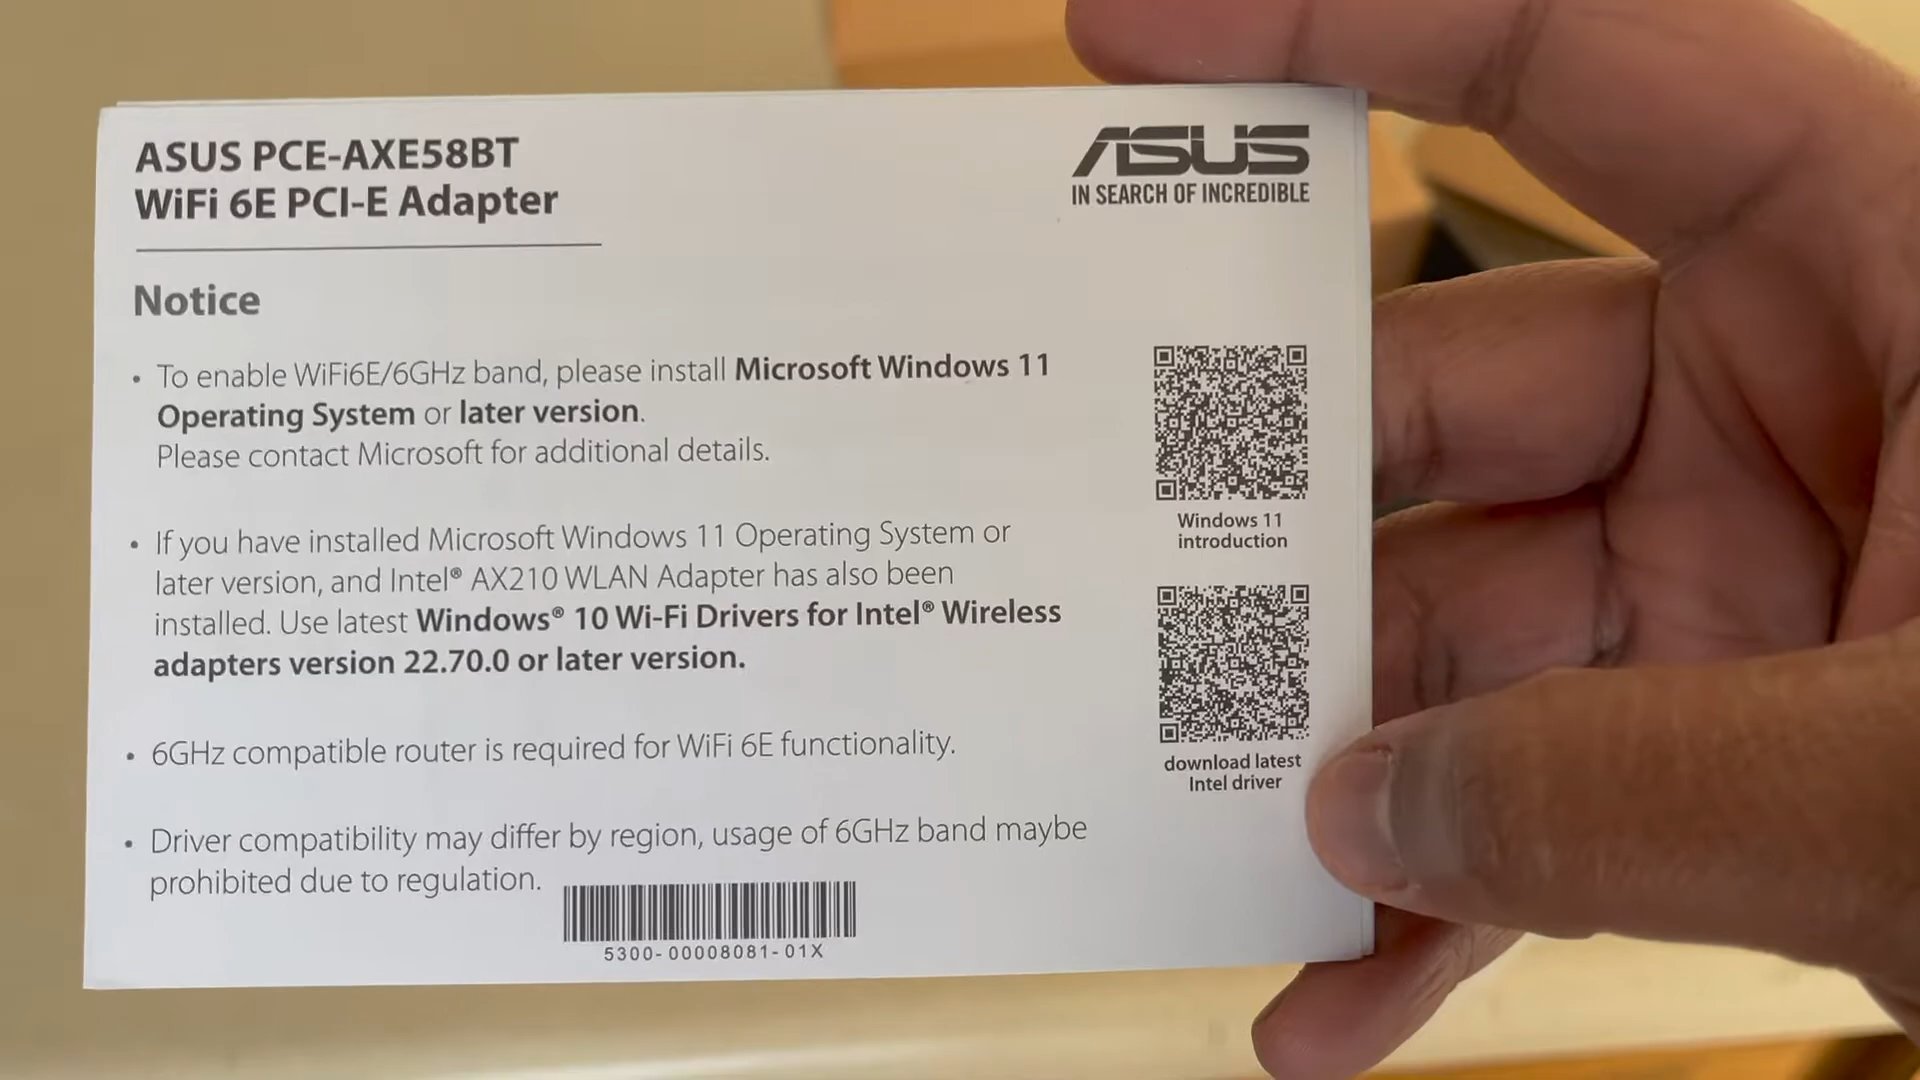 ASUS PCE-AXE58BT
WiFi 6E PCI-E Adapter
ASUS
IN SEARCH OF INCREDIBLE
Notice
• To enable WiFi6E/6GHz band, please install Microsoft Windows 11
Operating System or later version.
Please contact Microsoft for additional details.
• If you have installed Microsoft Windows 11 Operating System or
later version, and Intel® AX210 WLAN Adapter has also been
installed. Use latest Windows® 10 Wi-Fi Drivers for Intel® Wireless
adapters version 22.70.0 or later version.
• 6GHz compatible router is required for WiFi 6E functionality.
• Driver compatibility may differ by region, usage of 6GHz band maybe
prohibited due to regulation.
Windows 11
introduction
download latest
Intel driver
5300-00008081-01X